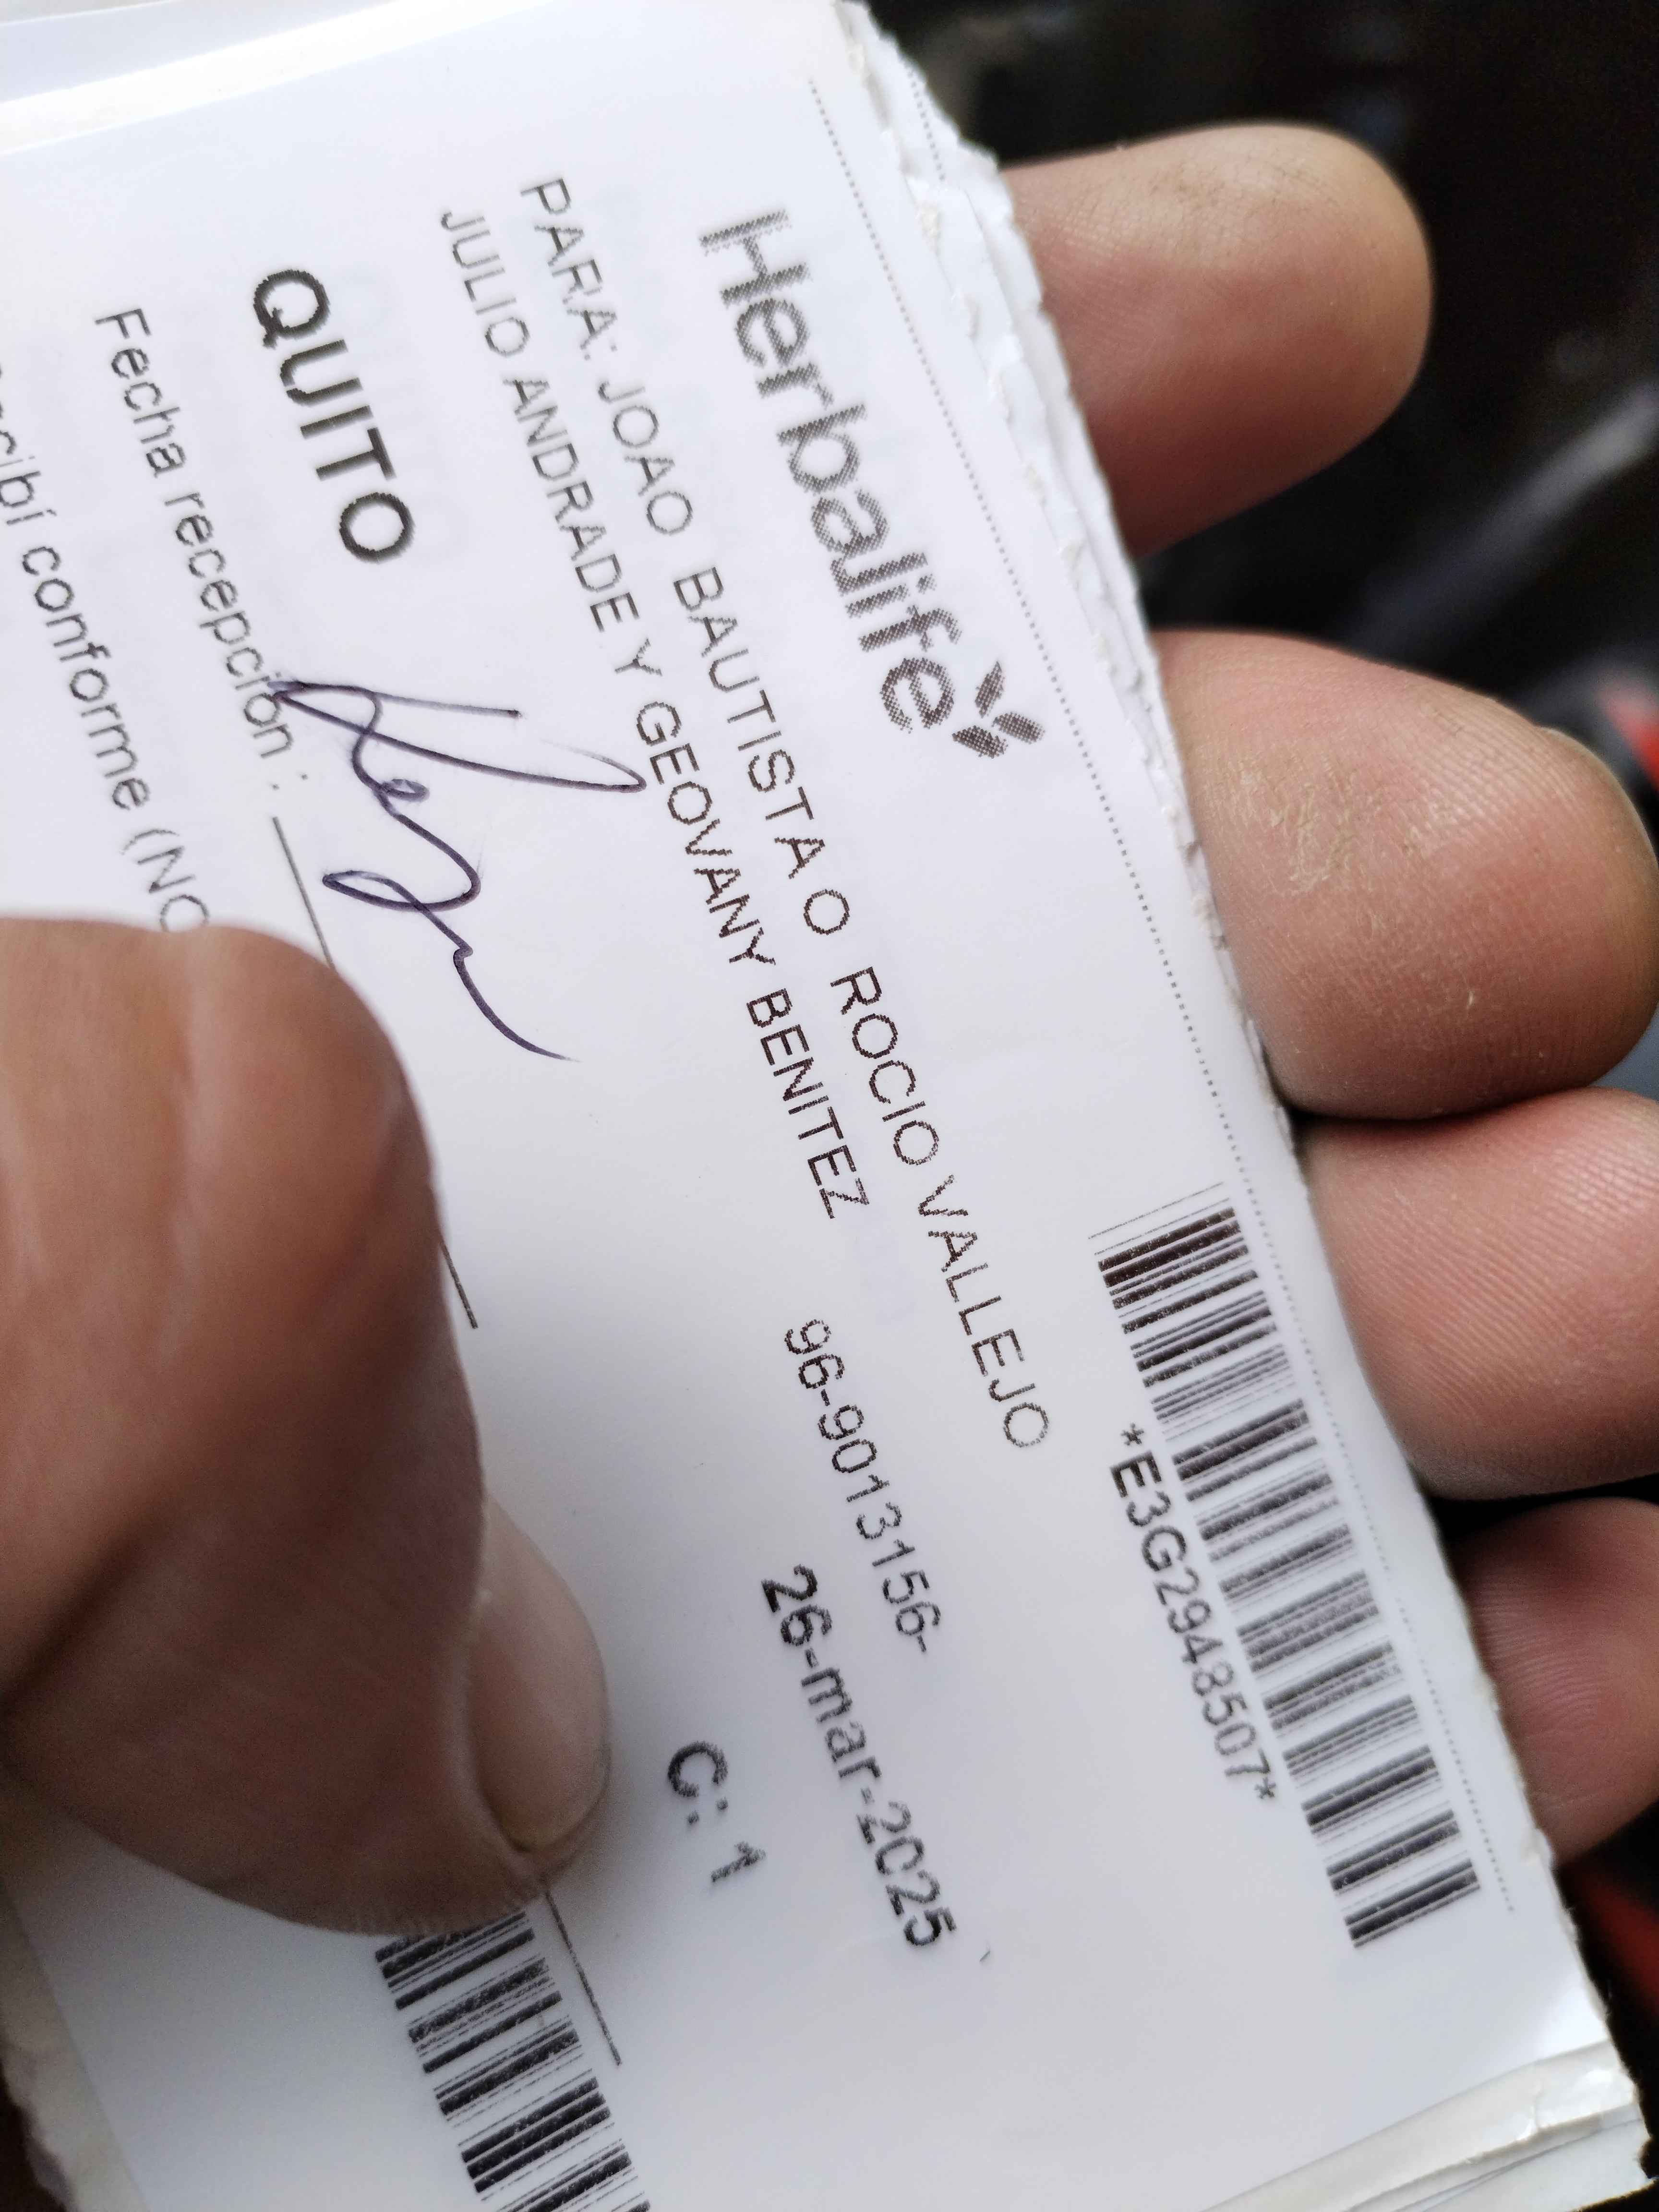 Herbalife
*E3G2948507*
PARA: JOAO BAUTISTA O ROCIO VALLEJO
JULIO ANDRADE Y GEOVANY BENITEZ
96-9013156-
26-mar-2025
QUITO
C: 1
Fecha recepción :
conforme